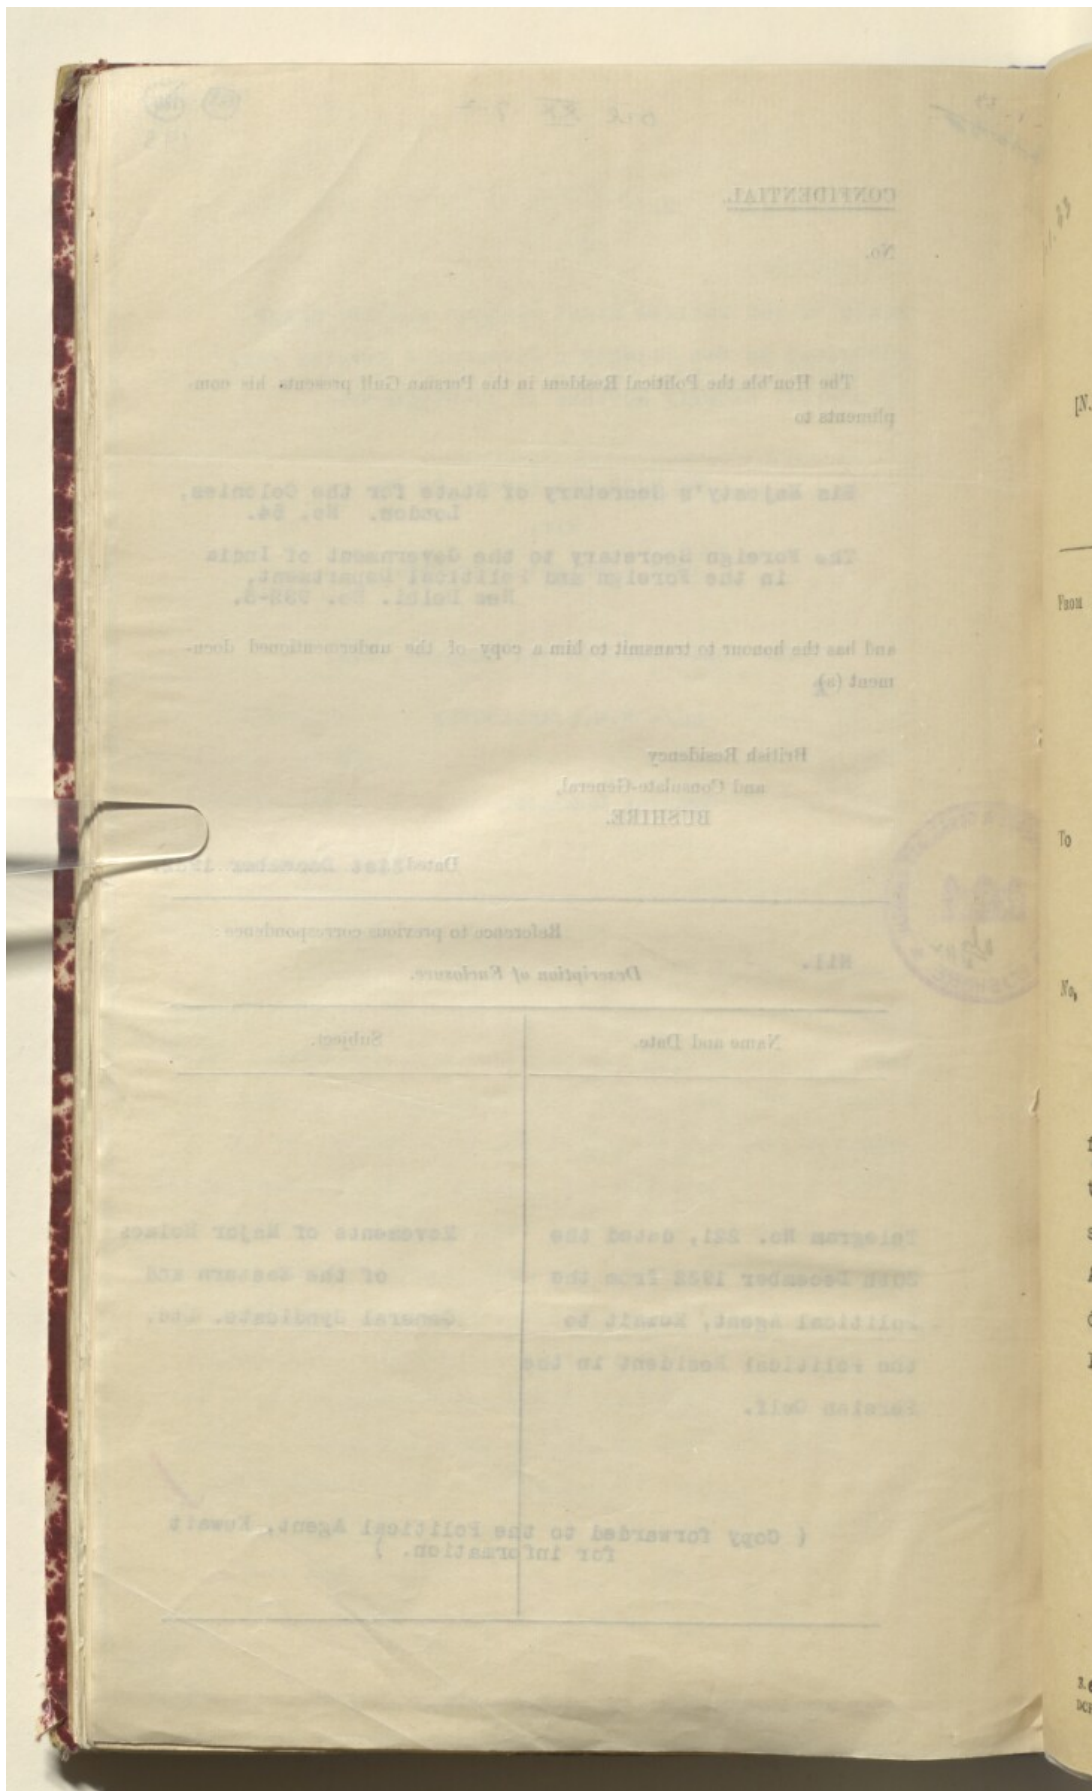 CONFIDENTIAL.
No.
The Hon'ble the Political Resident in the Persian Gulf presents his com-
pliments to
His Majesty's Secretary of State for the Colonies,
London. No. 54.
The Foreign Secretary to the Government of India
in the Foreign and Political Department,
New Delhi. No.
and has the honour to transmit to him a copy of the undermentioned docu-
ment (s).
British Residency
and Consulate-General,
BUSHIRE.
Dated 21st December
Reference to previous correspondence :
Nil.
Description of Enclosure.
Name and Date.
Subject.
Telegram No. 221, dated the
20th December 1928 from the
Political Agent, Kuwait to
the Political Resident in the
Persian Gulf.
Movements of Major Holmes
of the Eastern and
General Syndicate. Ltd.
( Copy forwarded to the Political Agent, Kuwait
for information. )
[N.
From
To
No,